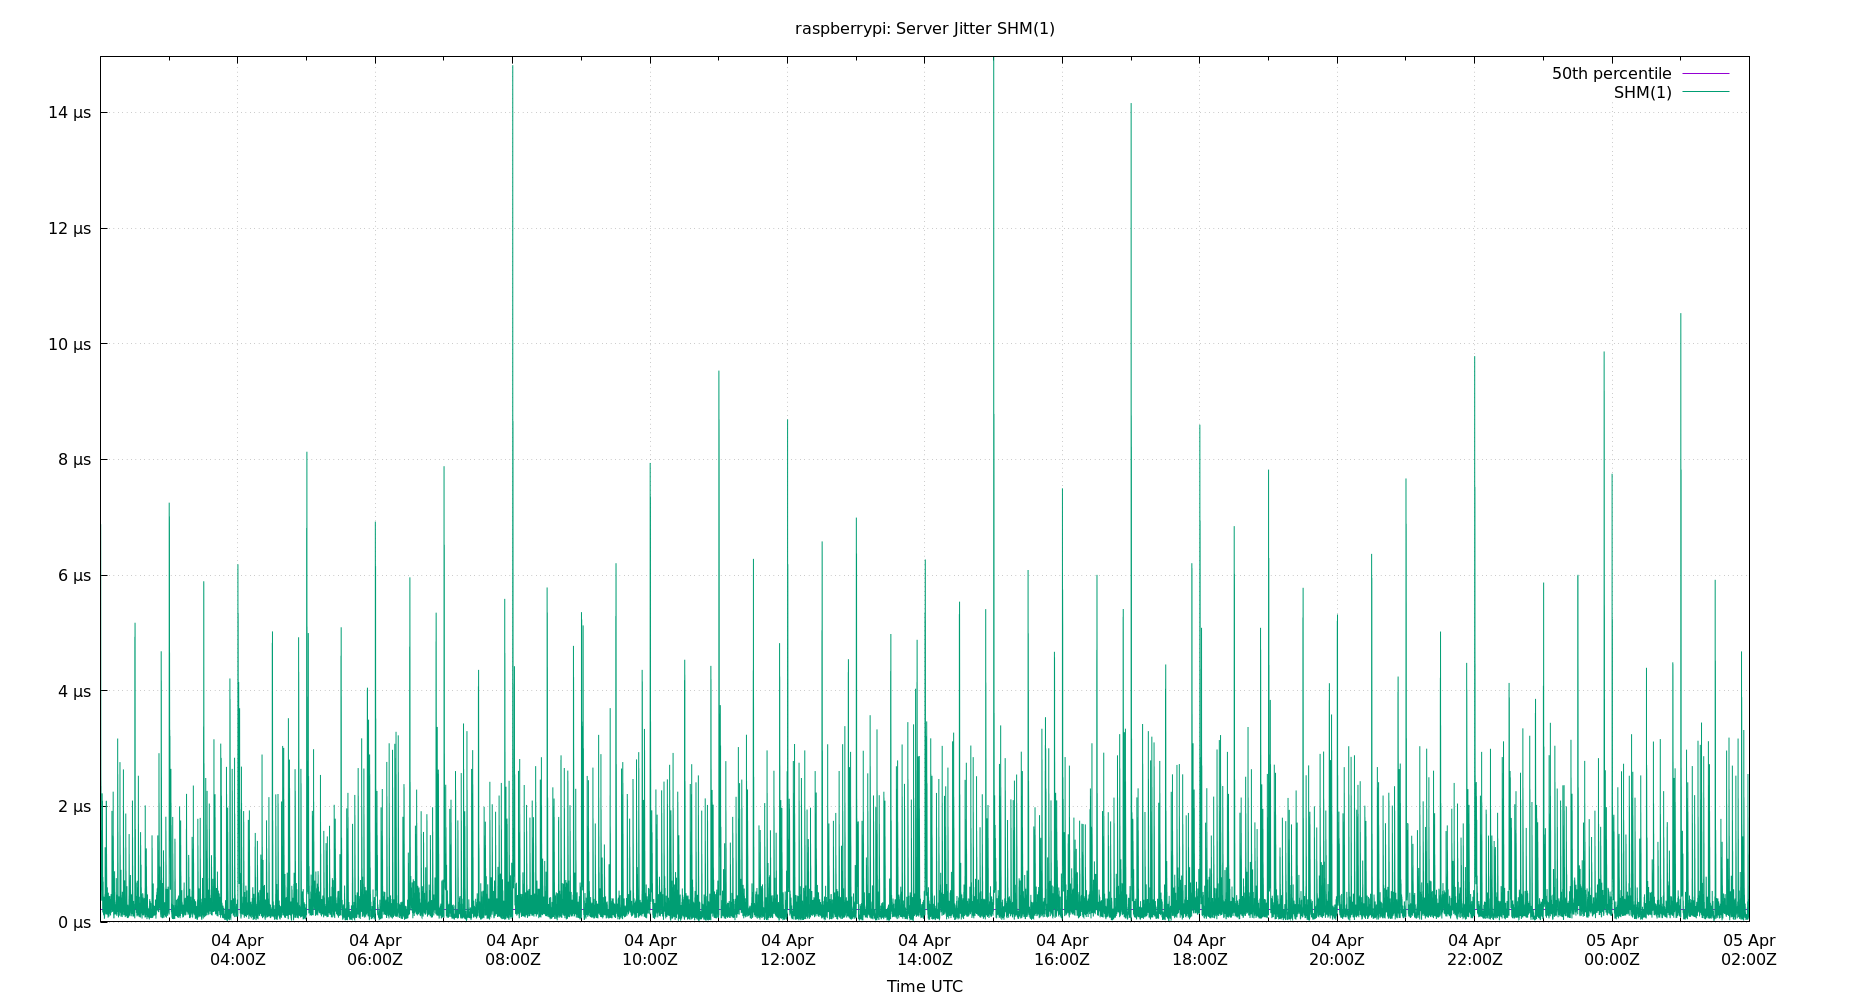 raspberrypi: Server Jitter SHM(1)
50th percentile
SHM(1)
14 µs
12 µs
10 µs
8 µs
6 µs
4 µs
2 µs
0 µs
04 Apr 04 Apr 04 Apr 04 Apr 04 Apr 04 Apr 04 Apr 04 Apr 04 Apr 04 Apr 05 Apr 05 Apr
04:00Z 06:00Z 08:00Z 10:00Z 12:00Z 14:00Z 16:00Z 18:00Z 20:00Z 22:00Z 00:00Z 02:00Z
Time UTC